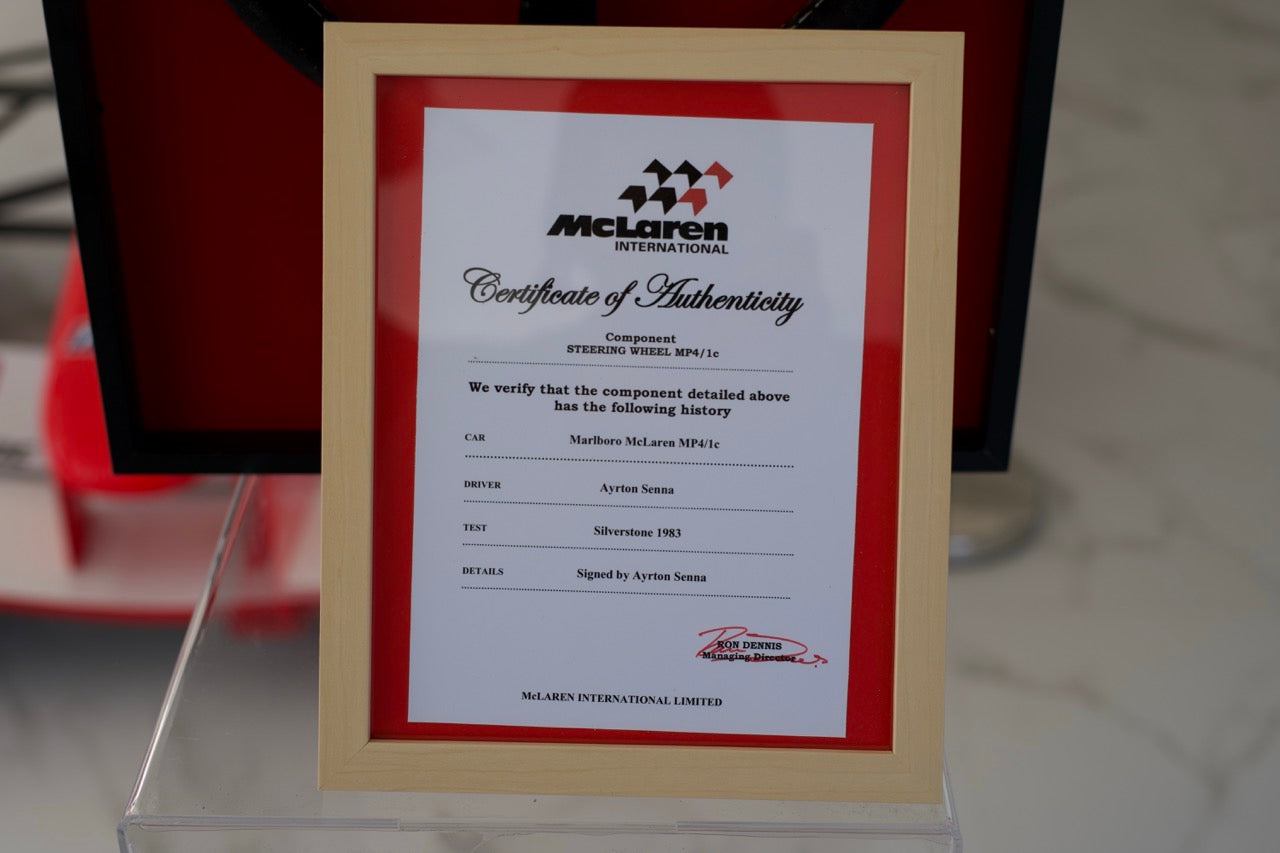 McLaren
INTERNATIONAL
Certificate of Authenticity
Component
STEERING WHEEL MP4/1c
We verify that the component detailed above
has the following history
CAR Marlboro McLaren MP4/1c
DRIVER Ayrton Senna
TEST Silverstone 1983
DETAILS Signed by Ayrton Senna
RON DENNIS
Managing Director
McLAREN INTERNATIONAL LIMITED